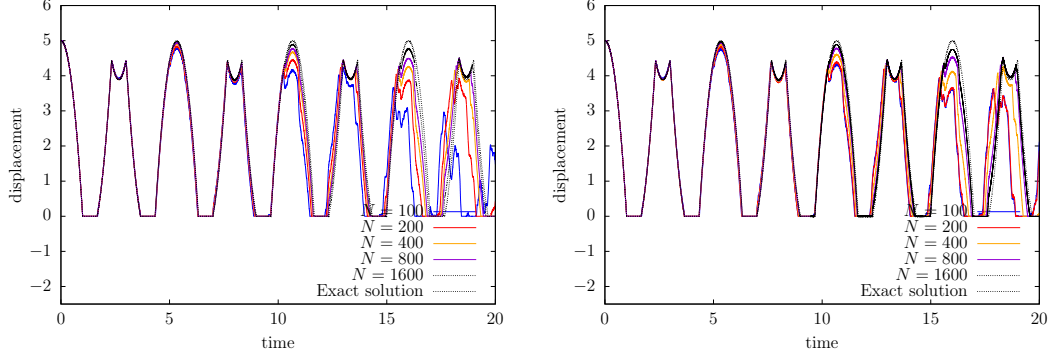 6
5
4
3
2
1
0
−1
−2
displacement
0
5
10
15
20
time
N = 100
N = 200
N = 400
N = 800
N = 1600
Exact solution
6
5
4
3
2
1
0
−1
−2
displacement
0
5
10
15
20
time
N = 100
N = 200
N = 400
N = 800
N = 1600
Exact solution